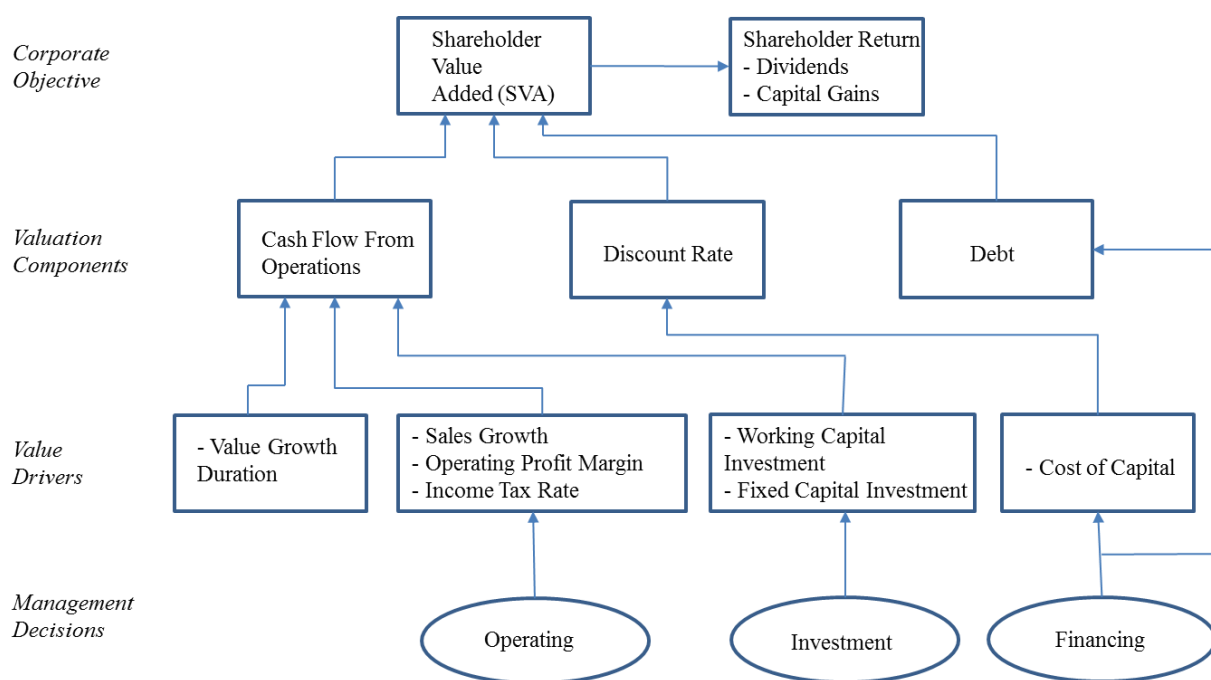 Corporate
Objective
Shareholder
Value
Added (SVA)
Shareholder Return
- Dividends
- Capital Gains
Valuation
Components
Cash Flow From
Operations
Discount Rate
Debt
Value
Drivers
- Value Growth
Duration
- Sales Growth
- Operating Profit Margin
- Income Tax Rate
- Working Capital
Investment
- Fixed Capital Investment
- Cost of Capital
Management
Decisions
Operating
Investment
Financing